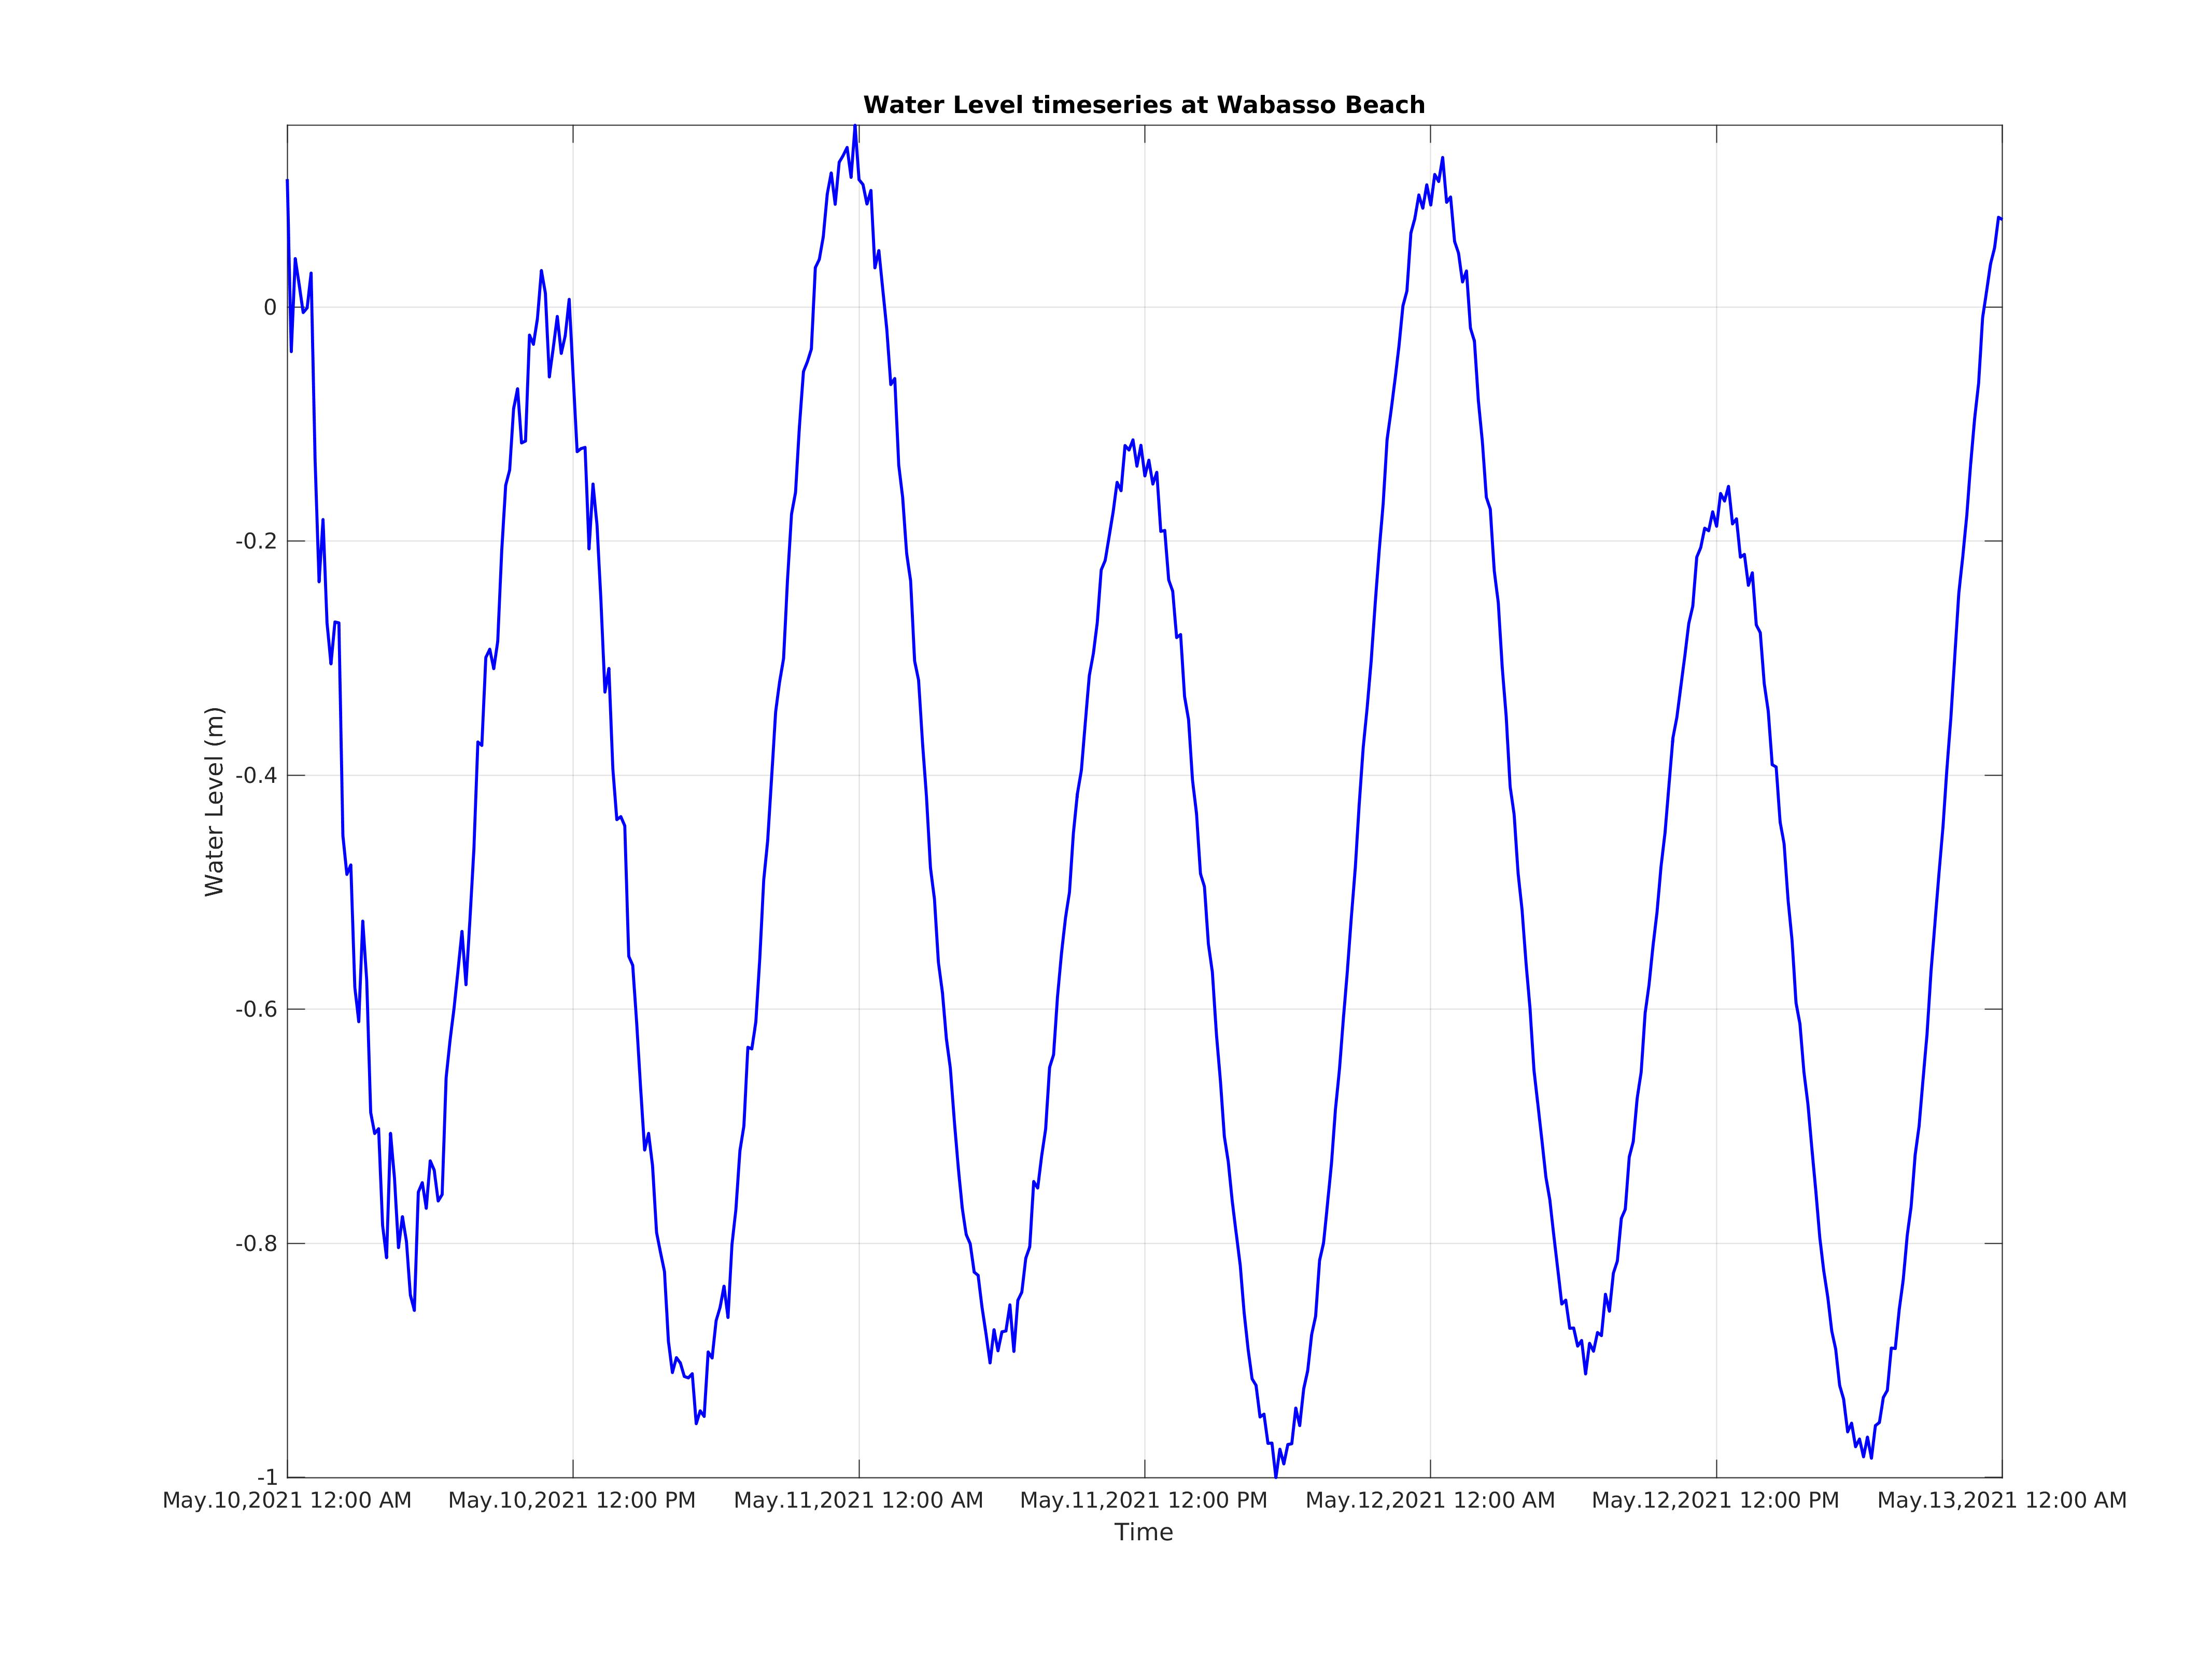 Water Level timeseries at Wabasso Beach
0
-0.2
-0.4
-0.6
-0.8
-1
Water Level (m)
May.10,2021 12:00 AM May.10,2021 12:00 PM May.11,2021 12:00 AM May.11,2021 12:00 PM May.12,2021 12:00 AM May.12,2021 12:00 PM May.13,2021 12:00 AM
Time